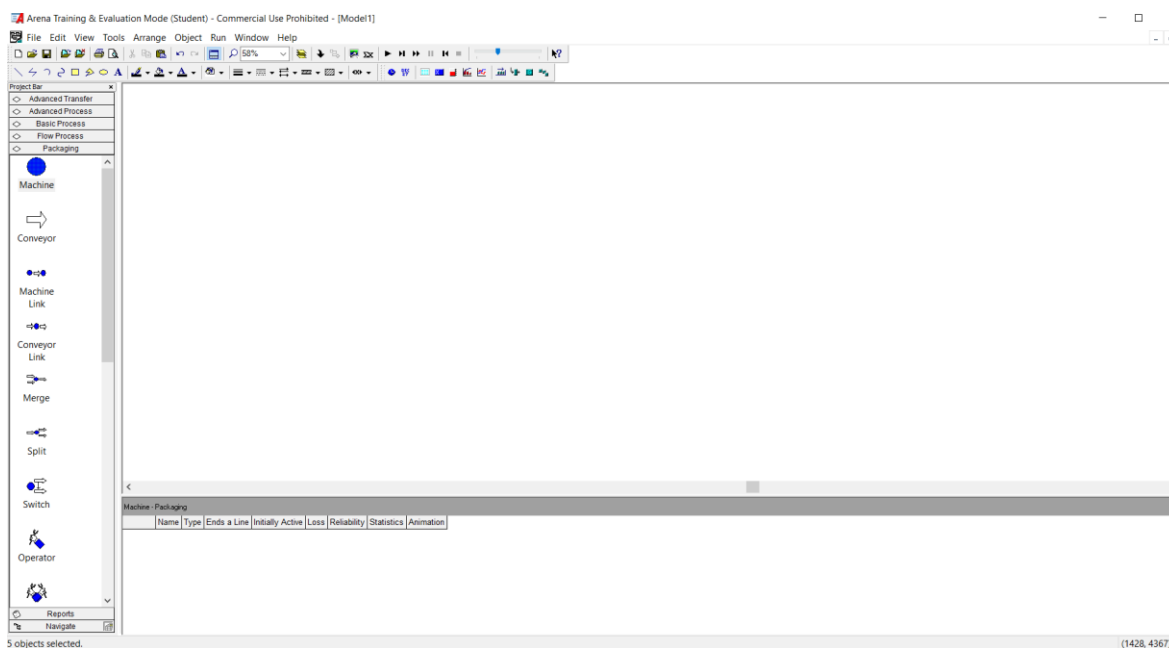 Arena Training & Evaluation Mode (Student) - Commercial Use Prohibited - [Model1]
File Edit View Tools Arrange Object Run Window Help
58%
Project Bar
Advanced Transfer
Advanced Process
Basic Process
Flow Process
Packaging
Machine
Conveyor
Machine
Link
Conveyor
Link
Merge
Split
Switch
Operator
Reports
Navigate
Machine - Packaging
Name Type Ends a Line Initially Active Loss Reliability Statistics Animation
5 objects selected.
(1428, 4367)